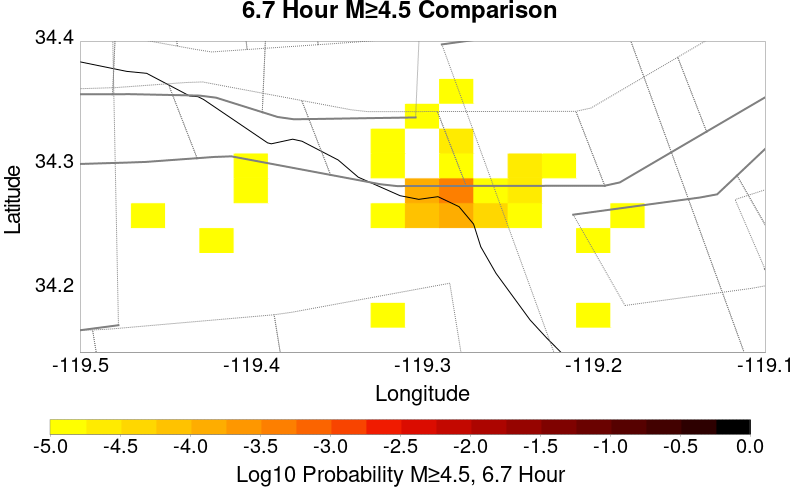 6.7 Hour M≥4.5 Comparison
34.4
34.3
34.2
Latitude
-119.5 -119.4 -119.3 -119.2 -119.1
Longitude
-5.0 -4.5 -4.0 -3.5 -3.0 -2.5 -2.0 -1.5 -1.0 -0.5 0.0
Log10 Probability M≥4.5, 6.7 Hour